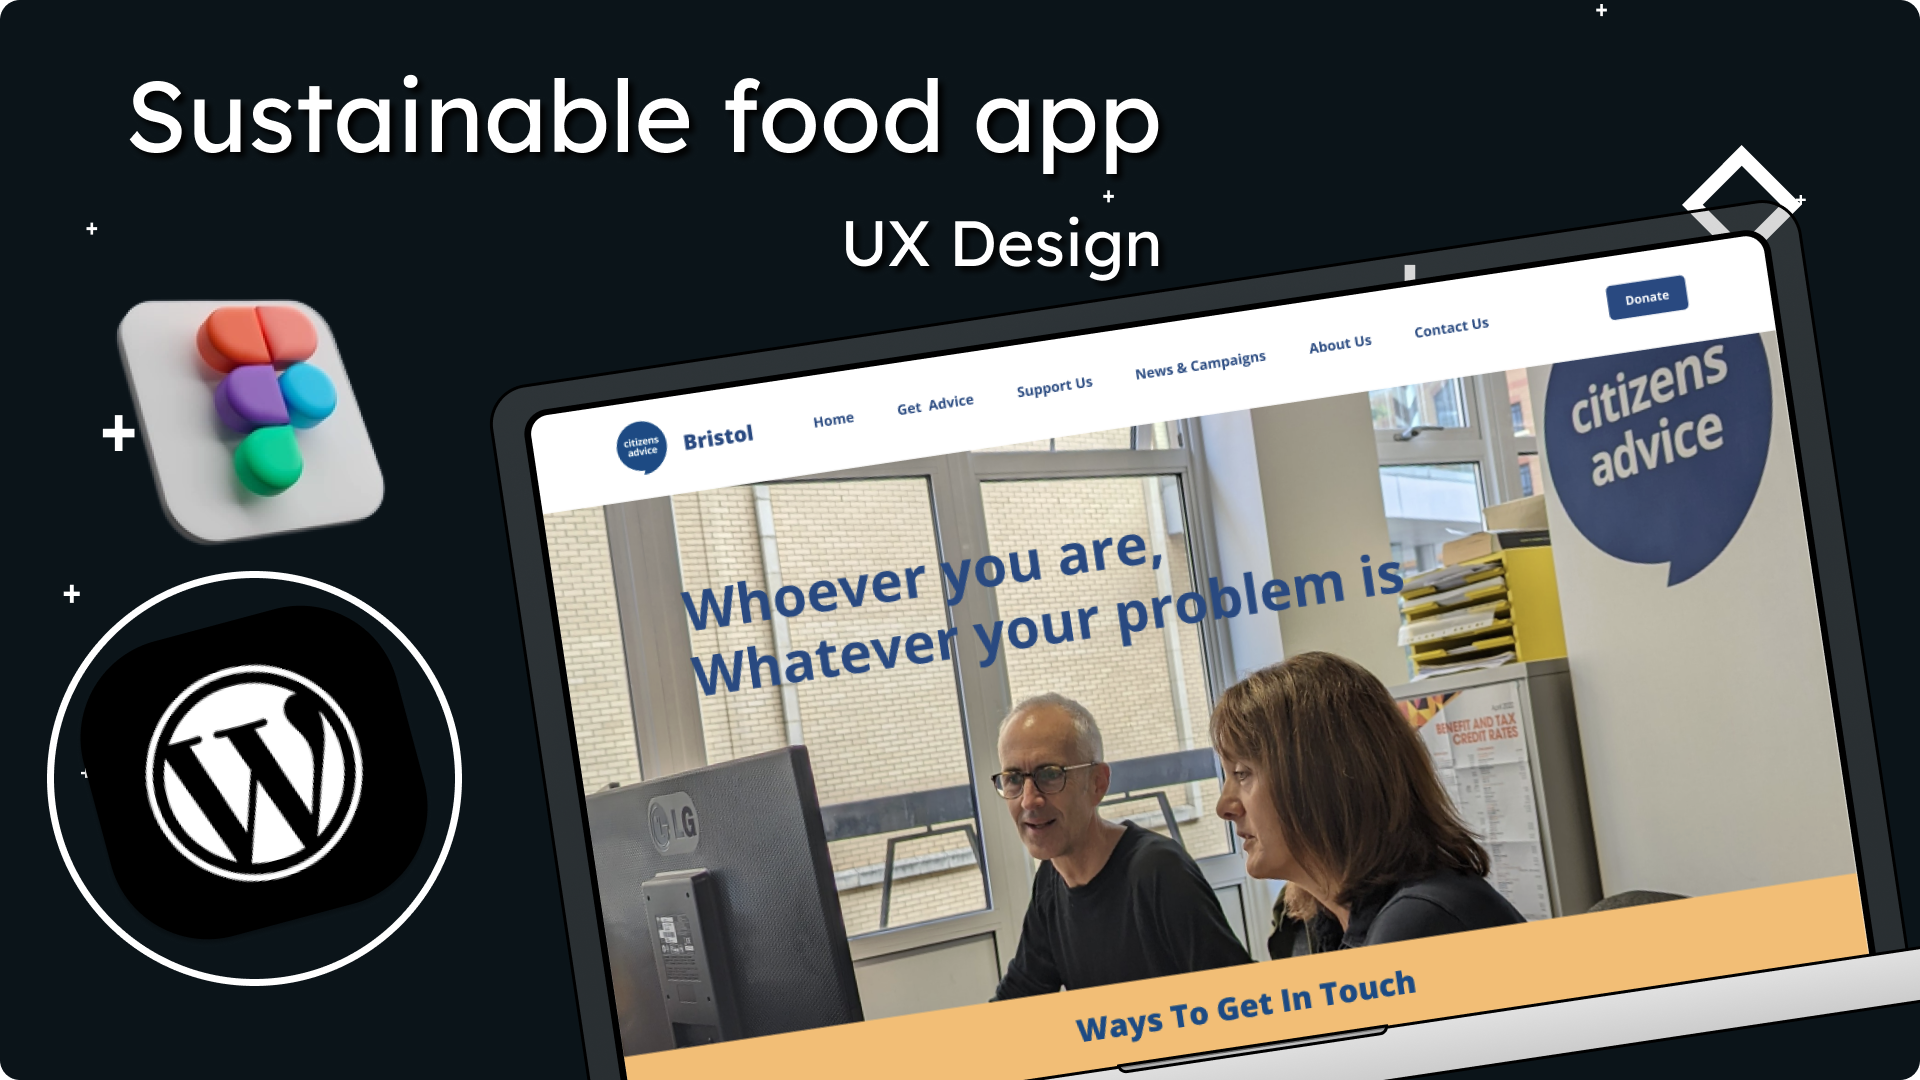 Sustainable food app
UX Design
citizens
advice
Bristol
Home
Get Advice
Support Us
News & Campaigns
About Us
Contact Us
Donate
citizens
advice
Whoever you are,
Whatever your problem is
BENEFIT AND TAX
CREDIT RATES
LG
Ways To Get In Touch